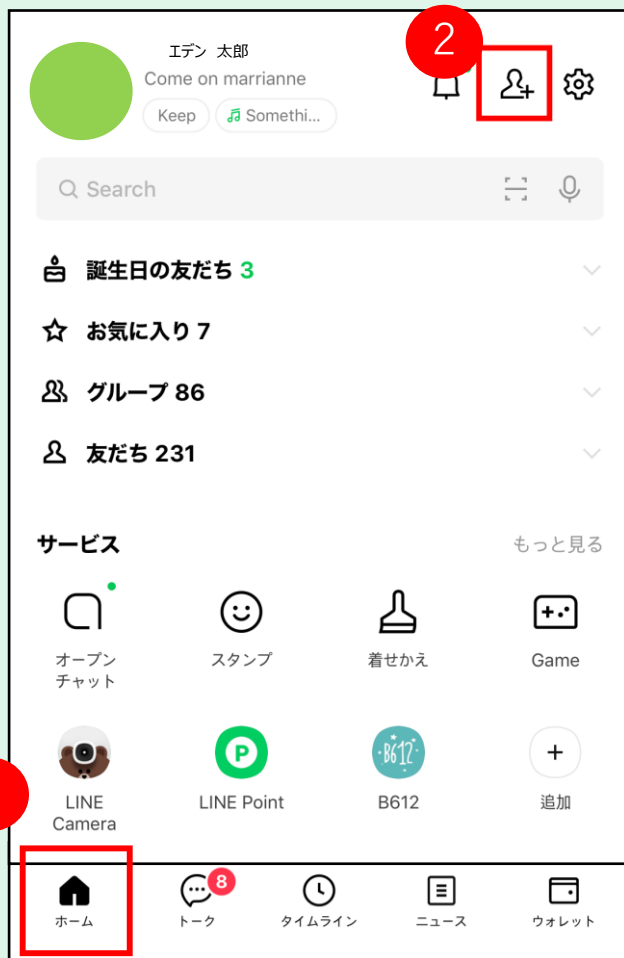 エデン 太郎
2
Come on marrianne
Keep
Somethi...
Search
誕生日の友だち 3
お気に入り 7
グループ 86
友だち 231
サービス
もっと見る
オープン
チャット
スタンプ
着せかえ
Game
B612
P
LINE
Camera
LINE Point
B612
追加
8
ホーム
トーク
タイムライン
ニュース
ウォレット